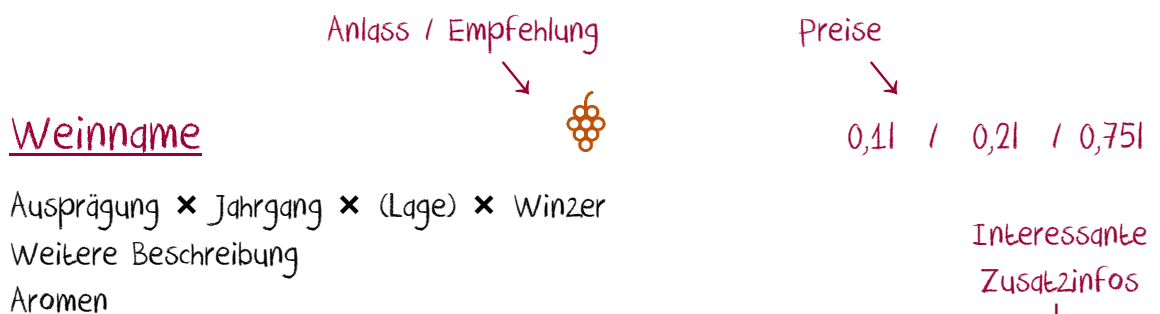 Anlass / Empfehlung
Preise
Weinname
0,1l / 0,2l / 0,75l
Ausprägung × Jahrgang × (Lage) × Winzer
Weitere Beschreibung
Aromen
Interessante
Zusatzinfos